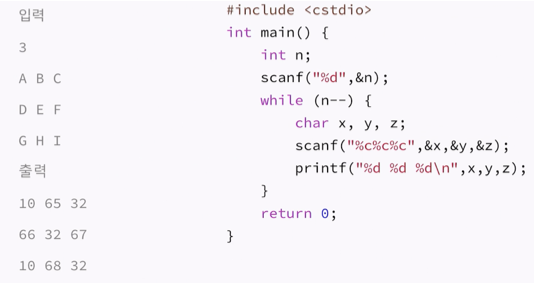 입력
3
A B C
D E F
G H I
출력
10 65 32
66 32 67
10 68 32
#include <cstdio>
int main() {
    int n;
    scanf("%d",&n);
    while (n--) {
        char x, y, z;
        scanf("%c%c%c",&x,&y,&z);
        printf("%d %d %d\n",x,y,z);
    }
    return 0;
}